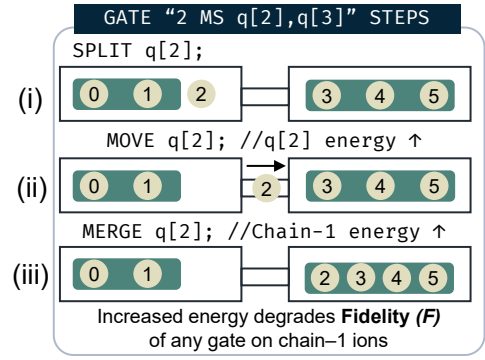 GATE “2 MS q[2],q[3]” STEPS
SPLIT q[2];
(i)
0 1 2 3 4 5
MOVE q[2]; //q[2] energy ↑
(ii)
0 1 2 3 4 5
MERGE q[2]; //Chain-1 energy ↑
(iii)
0 1 2 3 4 5
Increased energy degrades Fidelity (F)
of any gate on chain–1 ions